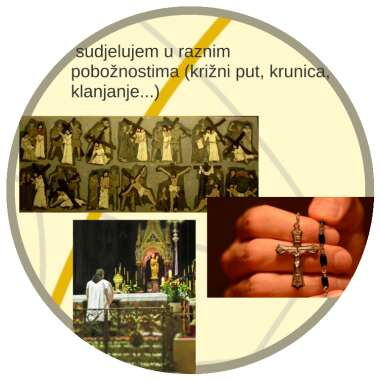 sudjelujem u raznim
pobožnostima (križni put, krunica,
klanjanje...)